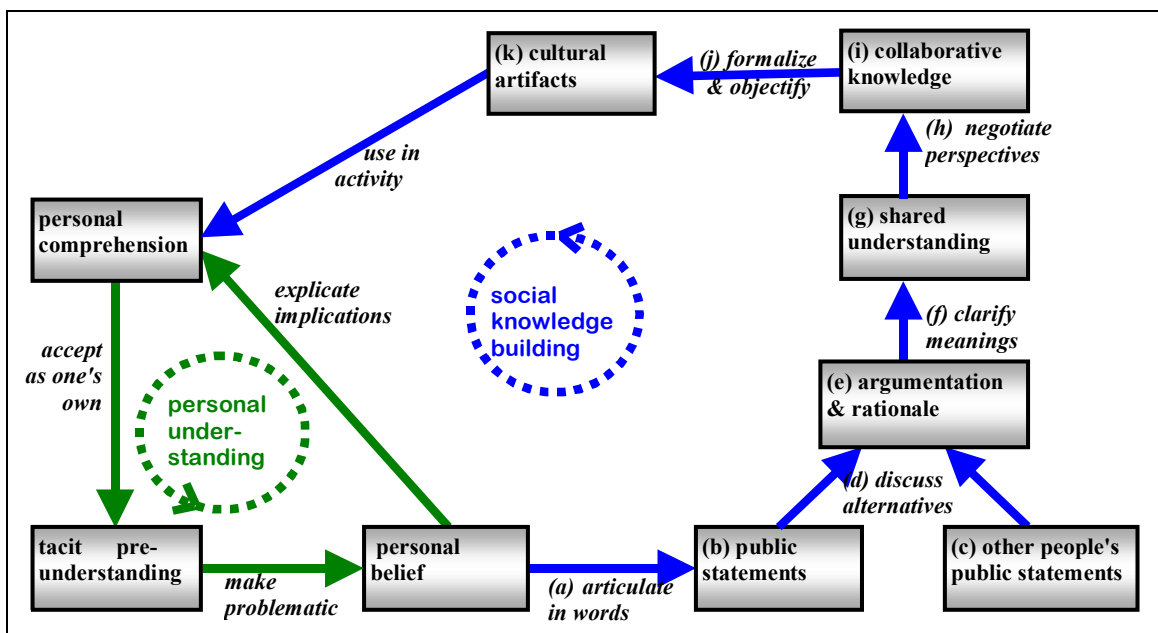 (k) cultural
artifacts
(j) formalize
& objectify
(i) collaborative
knowledge
(h) negotiate
perspectives
use in
activity
personal
comprehension
(g) shared
understanding
explicate
implications
social
knowledge
building
(f) clarify
meanings
accept
as one's
own
personal
under-
standing
(e) argumentation
& rationale
(d) discuss
alternatives
tacit pre-
understanding
make
problematic
personal
belief
(a) articulate
in words
(b) public
statements
(c) other people's
public statements